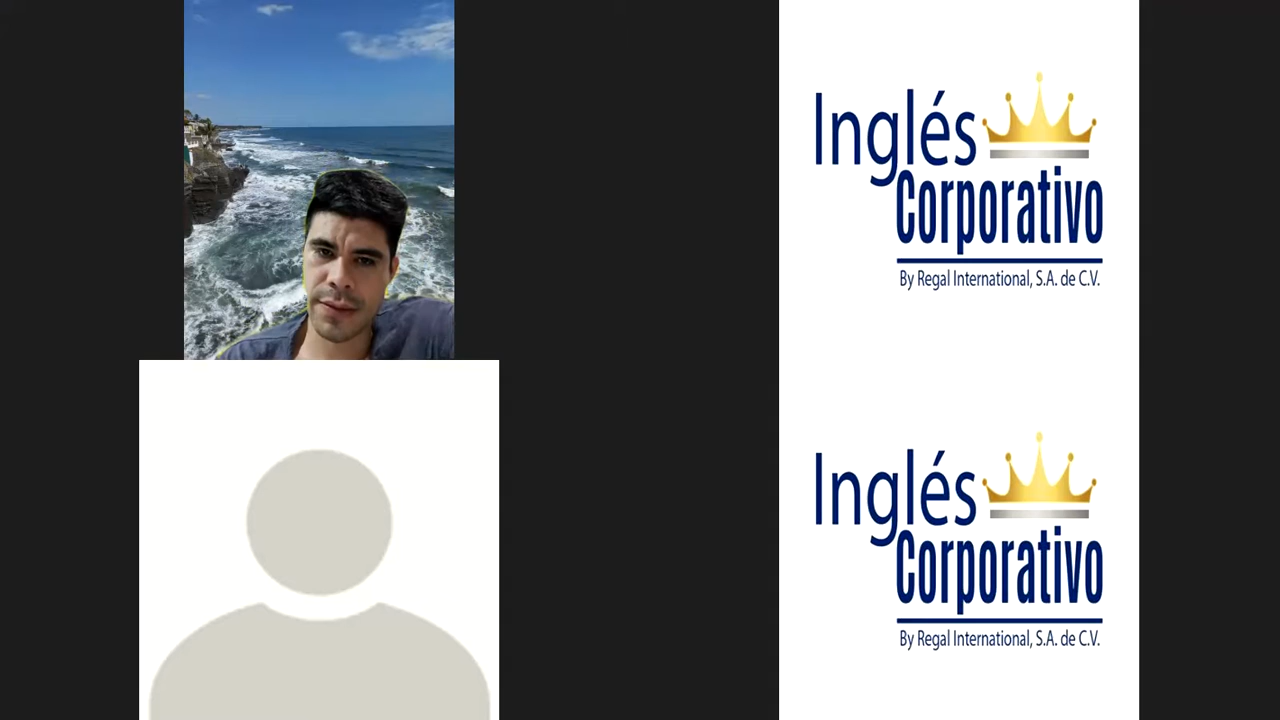 Inglés
Corporativo
By Regal International, S.A. de C.V.
Inglés
Corporativo
By Regal International, S.A. de C.V.